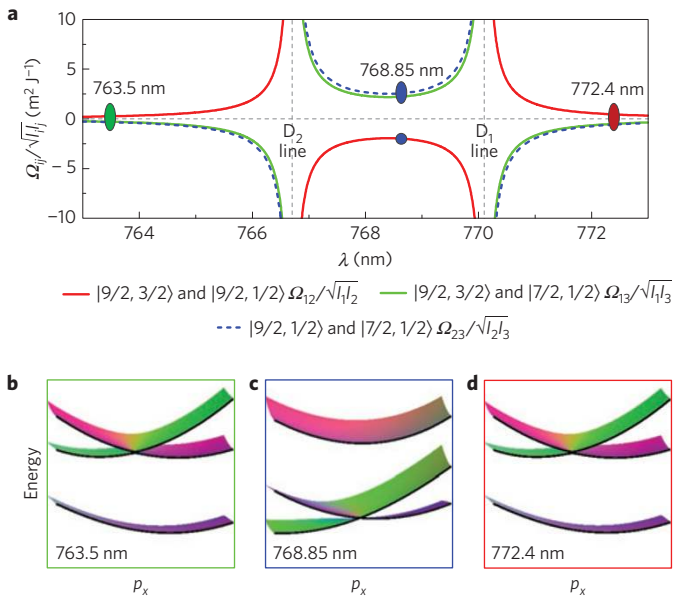 a
10
5
0
−5
−10
Ω_ij/√I_iI_j (m² J⁻¹)
763.5 nm
768.85 nm
772.4 nm
D₂
line
D₁
line
764 766 768 770 772
λ (nm)
|9/2, 3/2⟩ and |9/2, 1/2⟩ Ω₁₂/√I₁I₂ |9/2, 3/2⟩ and |7/2, 1/2⟩ Ω₁₃/√I₁I₃
|9/2, 1/2⟩ and |7/2, 1/2⟩ Ω₂₃/√I₂I₃
b c d
Energy
763.5 nm 768.85 nm 772.4 nm
p_x p_x p_x